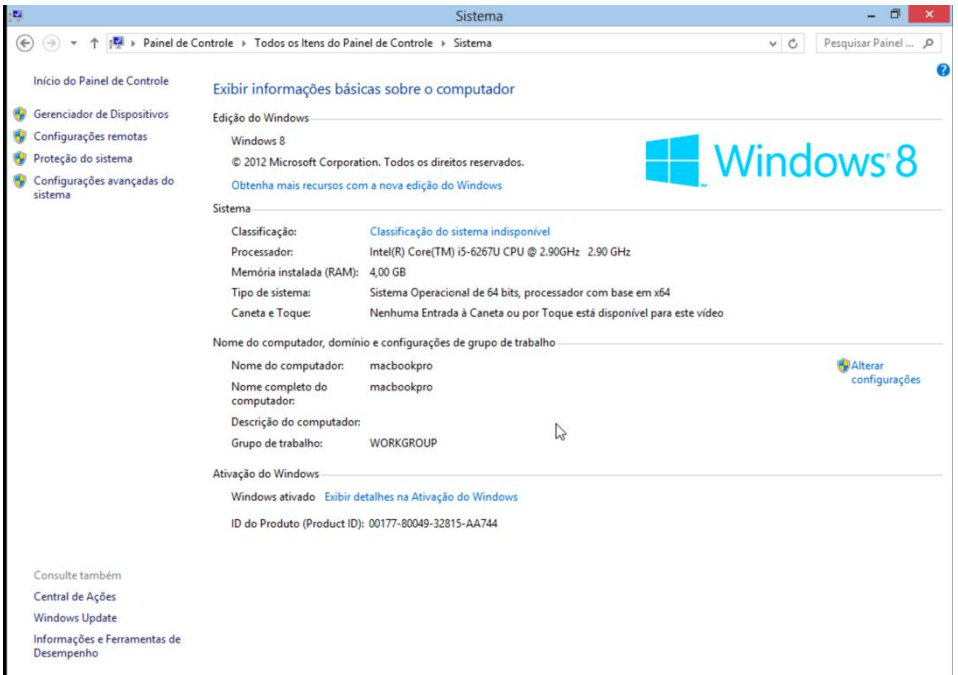 Sistema
Painel de Controle
Todos os Itens do Painel de Controle
Sistema
Pesquisar Painel ...
Início do Painel de Controle
Gerenciador de Dispositivos
Configurações remotas
Proteção do sistema
Configurações avançadas do
sistema
Exibir informações básicas sobre o computador
Edição do Windows
Windows 8
© 2012 Microsoft Corporation. Todos os direitos reservados.
Obtenha mais recursos com a nova edição do Windows
Windows 8
Sistema
Classificação: Classificação do sistema indisponível
Processador: Intel(R) Core(TM) i5-6267U CPU @ 2.90GHz 2.90 GHz
Memória instalada (RAM): 4,00 GB
Tipo de sistema: Sistema Operacional de 64 bits, processador com base em x64
Caneta e Toque: Nenhuma Entrada à Caneta ou por Toque está disponível para este vídeo
Nome do computador, domínio e configurações de grupo de trabalho
Nome do computador: macbookpro
Nome completo do macbookpro
computador:
Descrição do computador:
Grupo de trabalho: WORKGROUP
Alterar
configurações
Ativação do Windows
Windows ativado Exibir detalhes na Ativação do Windows
ID do Produto (Product ID): 00177-80049-32815-AA744
Consulte também
Central de Ações
Windows Update
Informações e Ferramentas de
Desempenho